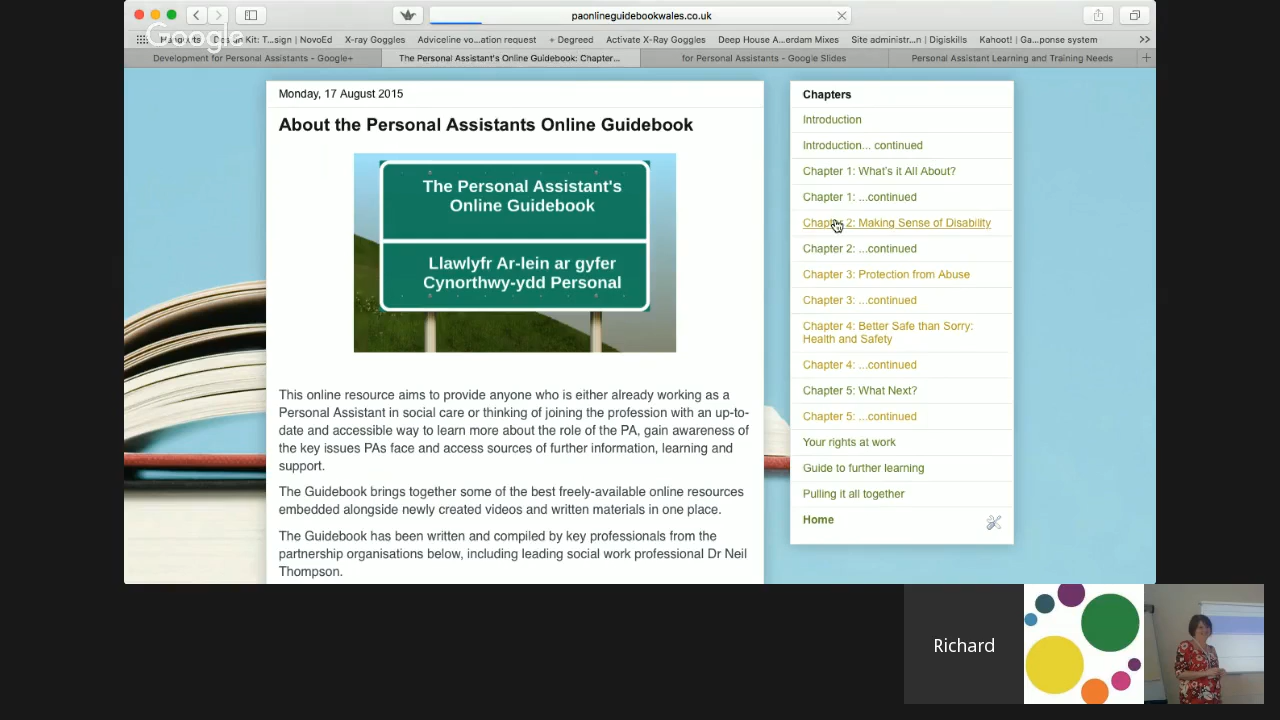 paonlineguidebookwales.co.uk
Google
Hangouts
Design Kit: T...sign | NovoEd
X-ray Goggles
Adviceline vo...ation request
+ Degreed
Activate X-Ray Goggles
Deep House A...erdam Mixes
Site administr...n | Digiskills
Kahoot! | Ga...ponse system
Development for Personal Assistants - Google+
The Personal Assistant's Online Guidebook: Chapter...
for Personal Assistants - Google Slides
Personal Assistant Learning and Training Needs
Monday, 17 August 2015
About the Personal Assistants Online Guidebook
The Personal Assistant's
Online Guidebook
Llawlyfr Ar-lein ar gyfer
Cynorthwy-ydd Personal
This online resource aims to provide anyone who is either already working as a
Personal Assistant in social care or thinking of joining the profession with an up-to-
date and accessible way to learn more about the role of the PA, gain awareness of
the key issues PAs face and access sources of further information, learning and
support.
The Guidebook brings together some of the best freely-available online resources
embedded alongside newly created videos and written materials in one place.
The Guidebook has been written and compiled by key professionals from the
partnership organisations below, including leading social work professional Dr Neil
Thompson.
Chapters
Introduction
Introduction... continued
Chapter 1: What's it All About?
Chapter 1: ...continued
Chapter 2: Making Sense of Disability
Chapter 2: ...continued
Chapter 3: Protection from Abuse
Chapter 3: ...continued
Chapter 4: Better Safe than Sorry:
Health and Safety
Chapter 4: ...continued
Chapter 5: What Next?
Chapter 5: ...continued
Your rights at work
Guide to further learning
Pulling it all together
Home
Richard